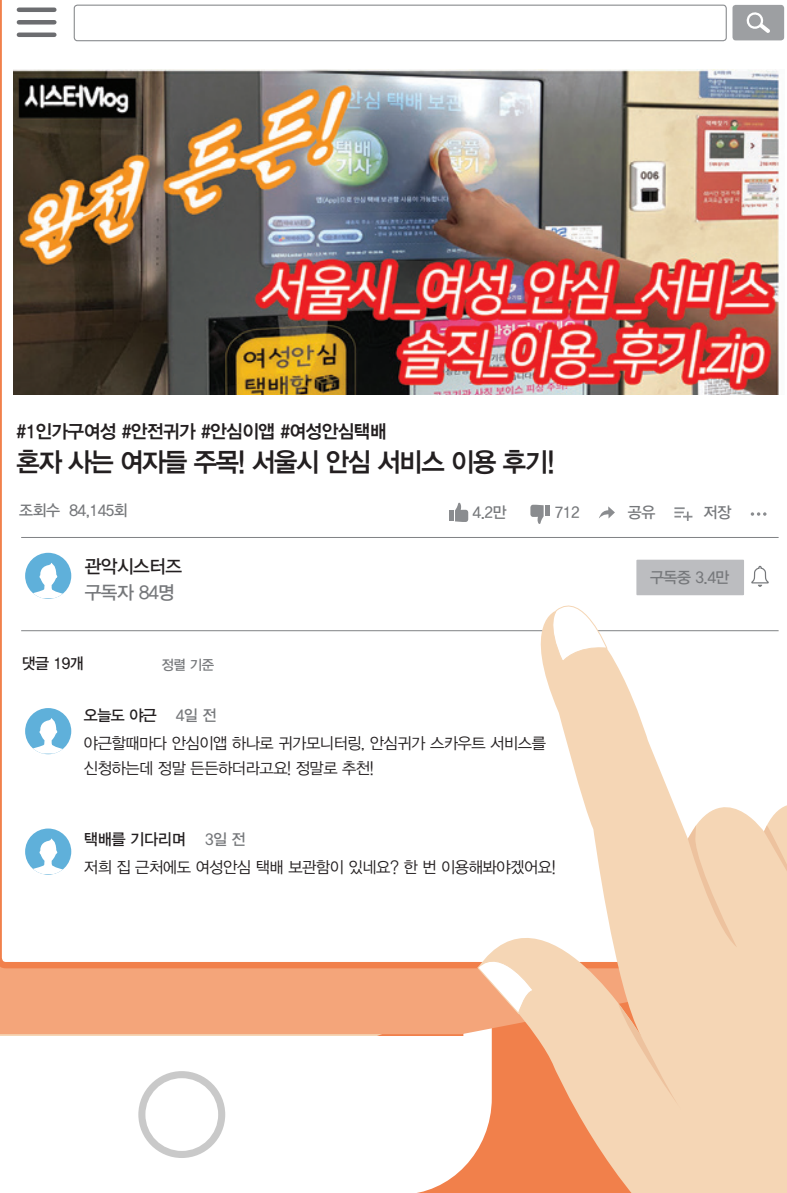 시스터Vlog
완전 든든!
안심 택배 보관
택배 기사
물품 찾기
006
서울시_여성_안심_서비스
솔직_이용_후기.zip
여성안심
택배함
#1인가구여성 #안전귀가 #안심이앱 #여성안심택배
혼자 사는 여자들 주목! 서울시 안심 서비스 이용 후기!
조회수 84,145회 4.2만 712 공유 저장 ...
관악시스터즈
구독자 84명
구독중 3.4만
댓글 19개 정렬 기준
오늘도 야근 4일 전
야근할때마다 안심이앱 하나로 귀가모니터링, 안심귀가 스카우트 서비스를
신청하는데 정말 든든하더라고요! 정말로 추천!
택배를 기다리며 3일 전
저희 집 근처에도 여성안심 택배 보관함이 있네요? 한 번 이용해봐야겠어요!